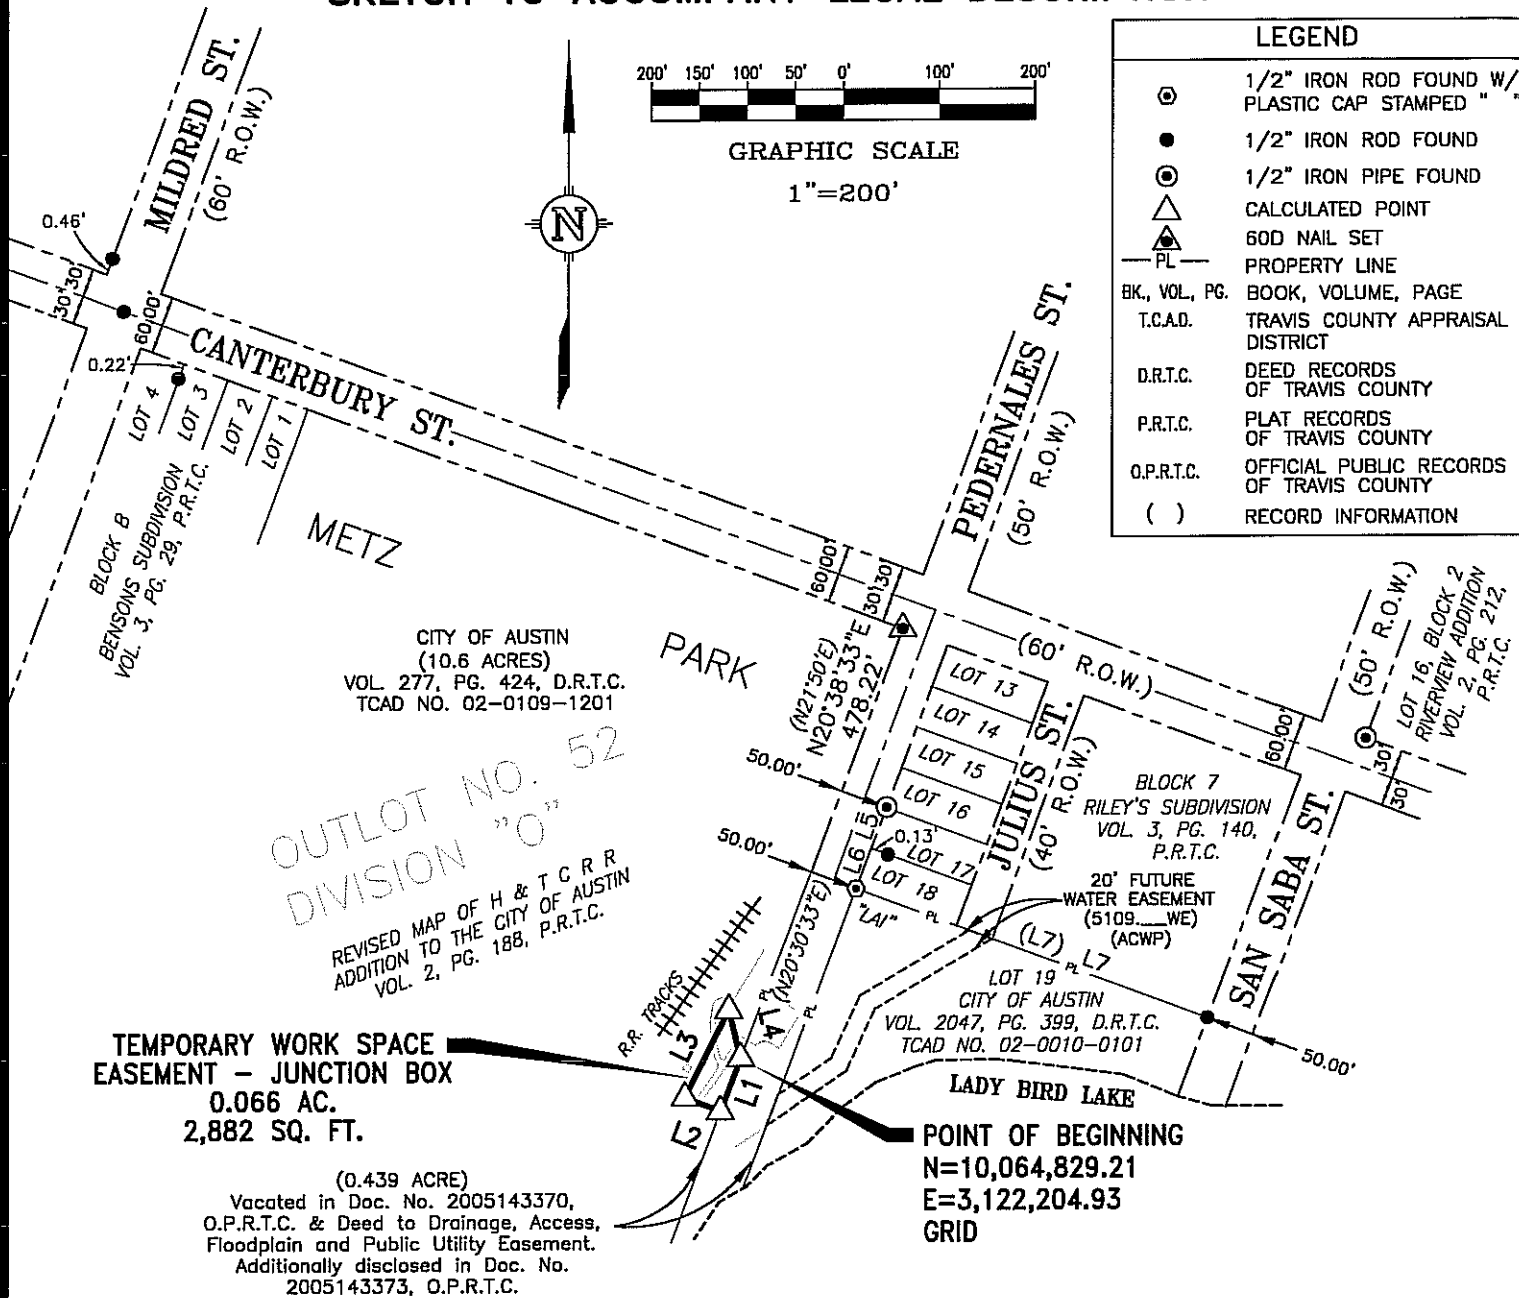 MILDRED ST.
(60' R.O.W.)
0.46'
30' 30'
60.00'
0.22'
CANTERBURY ST.
LOT 4
LOT 3
LOT 2
LOT 1
BLOCK B
BENSONS SUBDIVISION
VOL. 3, PG. 29, P.R.T.C.
METZ
PARK
200' 150' 100' 50' 0' 100' 200'
GRAPHIC SCALE
1"=200'
N
LEGEND
1/2" IRON ROD FOUND W/
PLASTIC CAP STAMPED " "
1/2" IRON ROD FOUND
1/2" IRON PIPE FOUND
CALCULATED POINT
60D NAIL SET
PL PROPERTY LINE
BK., VOL., PG. BOOK, VOLUME, PAGE
T.C.A.D. TRAVIS COUNTY APPRAISAL
DISTRICT
D.R.T.C. DEED RECORDS
OF TRAVIS COUNTY
P.R.T.C. PLAT RECORDS
OF TRAVIS COUNTY
O.P.R.T.C. OFFICIAL PUBLIC RECORDS
OF TRAVIS COUNTY
( ) RECORD INFORMATION
PEDERNALES ST.
(50' R.O.W.)
60.00'
30' 30'
CITY OF AUSTIN
(10.6 ACRES)
VOL. 277, PG. 424, D.R.T.C.
TCAD NO. 02-0109-1201
(N21°50'E)
N20°38'33"E
478.22'
(60' R.O.W.)
LOT 13
LOT 14
LOT 15
LOT 16
LOT 17
LOT 18
JULIUS ST.
(40' R.O.W.)
(50' R.O.W.)
LOT 16, BLOCK 2
RIVERVIEW ADDITION
VOL. 2, PG. 212,
P.R.T.C.
60.00'
30'
30'
SAN SABA ST.
BLOCK 7
RILEY'S SUBDIVISION
VOL. 3, PG. 140,
P.R.T.C.
50.00'
50.00'
L5
L6
0.13'
"LAI"
PL
20' FUTURE
WATER EASEMENT
(5109.___WE)
(ACWP)
(L7)
PL L7
OUTLOT NO. 52
DIVISION "O"
REVISED MAP OF H & T C R R
ADDITION TO THE CITY OF AUSTIN
VOL. 2, PG. 188, P.R.T.C.
(N20°30'33"E)
PL
PL
R.R. TRACKS
L3
L4
L1
L2
LOT 19
CITY OF AUSTIN
VOL. 2047, PG. 399, D.R.T.C.
TCAD NO. 02-0010-0101
50.00'
LADY BIRD LAKE
TEMPORARY WORK SPACE
EASEMENT - JUNCTION BOX
0.066 AC.
2,882 SQ. FT.
POINT OF BEGINNING
N=10,064,829.21
E=3,122,204.93
GRID
(0.439 ACRE)
Vacated in Doc. No. 2005143370,
O.P.R.T.C. & Deed to Drainage, Access,
Floodplain and Public Utility Easement.
Additionally disclosed in Doc. No.
2005143373, O.P.R.T.C.